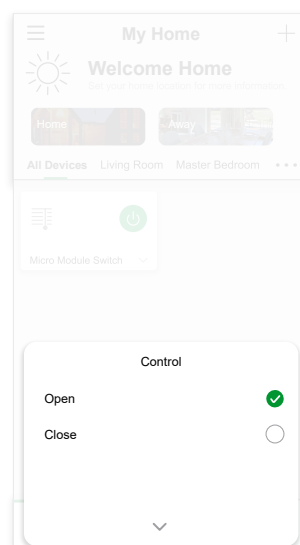 My Home
Welcome Home
Set your home location for more information
Home Away
All Devices Living Room Master Bedroom
Micro Module Switch
Control
Open
Close